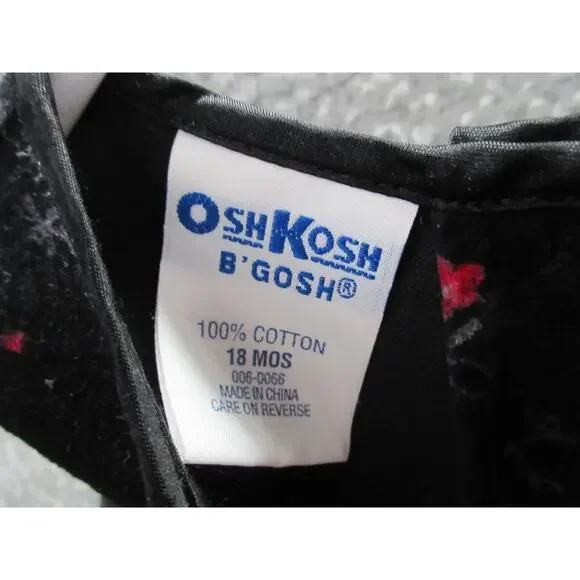 OSHKOSH
B'GOSH®
100% COTTON
18 MOS
006-0066
MADE IN CHINA
CARE ON REVERSE